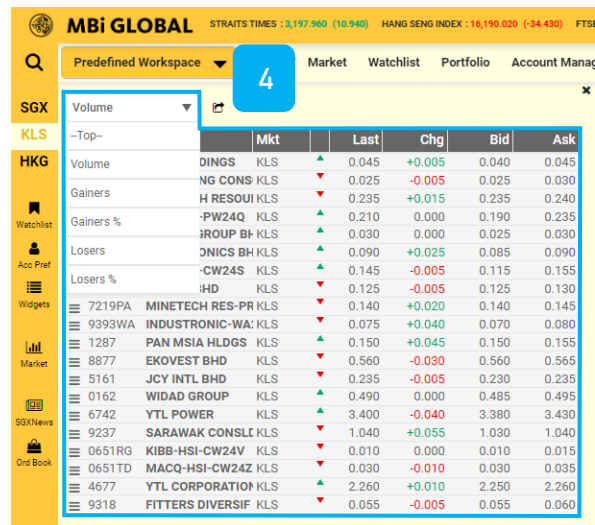 MBi GLOBAL STRAITS TIMES : 3,197.960 (10.940) HANG SENG INDEX : 16,190.020 (-34.430) FTSE
Predefined Workspace 4 Market Watchlist Portfolio Account Manag
×
SGX
KLS
HKG
Watchlist
Acc Pref
Widgets
Market
SGXNews
Ord Book
Volume
--Top--
Volume
Gainers
Gainers %
Losers
Losers %
Mkt Last Chg Bid Ask
DINGS KLS 0.045 +0.005 0.040 0.045
NG CONS KLS 0.025 -0.005 0.025 0.030
H RESOU KLS 0.235 +0.015 0.235 0.240
-PW24Q KLS 0.210 0.000 0.190 0.235
GROUP BH KLS 0.030 0.000 0.025 0.030
ONICS BH KLS 0.090 +0.025 0.085 0.090
-CW24S KLS 0.145 -0.005 0.115 0.155
HD KLS 0.125 -0.005 0.125 0.130
7219PA MINETECH RES-PR KLS 0.140 +0.020 0.140 0.145
9393WA INDUSTRONIC-WA: KLS 0.075 +0.040 0.070 0.080
1287 PAN MSIA HLDGS KLS 0.150 +0.045 0.150 0.155
8877 EKOVEST BHD KLS 0.560 -0.030 0.560 0.565
5161 JCY INTL BHD KLS 0.235 -0.005 0.230 0.235
0162 WIDAD GROUP KLS 0.490 0.000 0.485 0.495
6742 YTL POWER KLS 3.400 -0.040 3.380 3.430
9237 SARAWAK CONSLI KLS 1.040 +0.055 1.030 1.040
0651RG KIBB-HSI-CW24V KLS 0.010 0.000 0.010 0.015
0651TD MACQ-HSI-CW24Z KLS 0.030 -0.010 0.030 0.035
4677 YTL CORPORATION KLS 2.260 +0.010 2.250 2.260
9318 FITTERS DIVERSIF KLS 0.055 -0.005 0.055 0.060